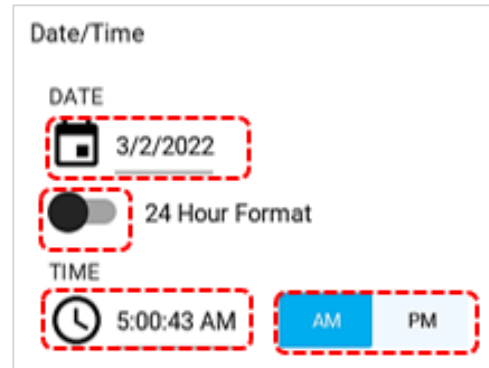 Date/Time
DATE
3/2/2022
24 Hour Format
TIME
5:00:43 AM AM PM